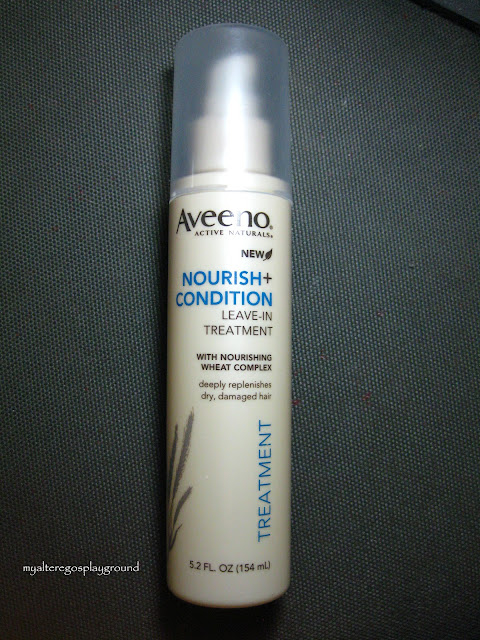 Aveeno®
ACTIVE NATURALS®
NEW
NOURISH+
CONDITION
LEAVE-IN
TREATMENT
WITH NOURISHING
WHEAT COMPLEX
deeply replenishes
dry, damaged hair
TREATMENT
5.2 FL. OZ (154 mL)
myalteregosplayground